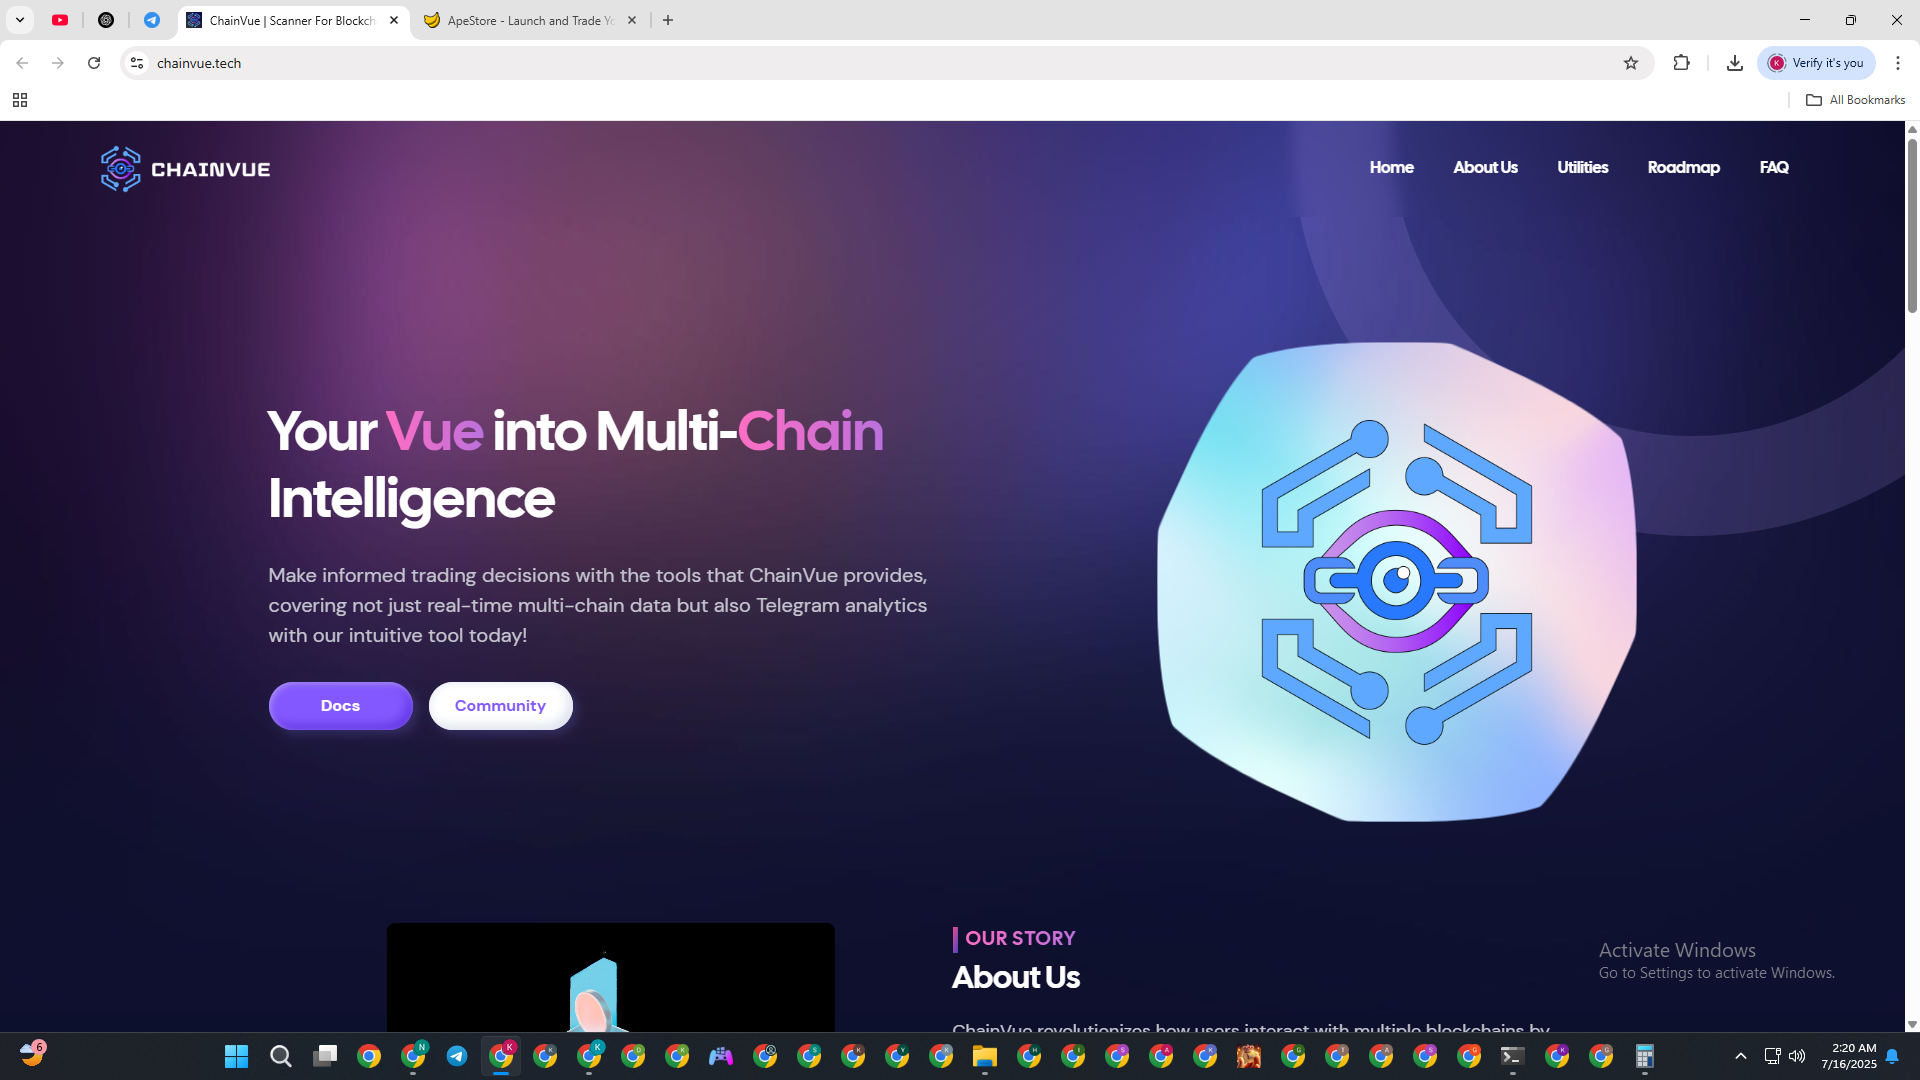 ChainVue | Scanner For Blockch
ApeStore - Launch and Trade Yo
chainvue.tech
K
Verify it's you
All Bookmarks
CHAINVUE
Home
About Us
Utilities
Roadmap
FAQ
Your Vue into Multi-Chain
Intelligence
Make informed trading decisions with the tools that ChainVue provides,
covering not just real-time multi-chain data but also Telegram analytics
with our intuitive tool today!
Docs
Community
OUR STORY
About Us
ChainVue revolutionizes how users interact with multiple blockchains by
Activate Windows
Go to Settings to activate Windows.
6
2:20 AM
7/16/2025